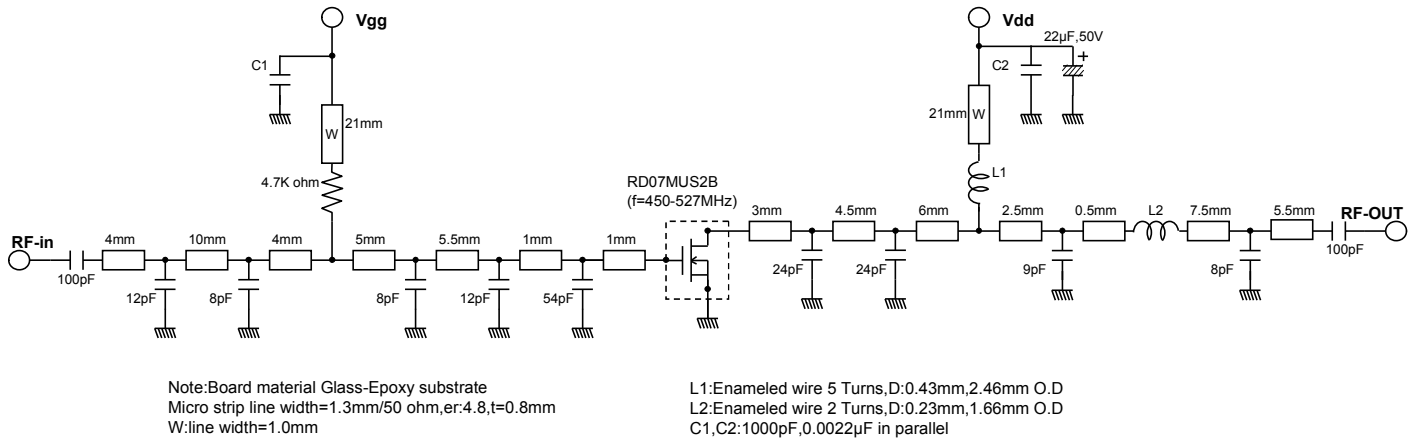 Vgg
Vdd
22µF,50V
+
C1
C2
21mm
W
21mm
W
4.7K ohm
L1
RD07MUS2B
(f=450-527MHz)
3mm
4.5mm
6mm
2.5mm
0.5mm
L2
7.5mm
5.5mm
RF-OUT
RF-in
4mm
10mm
4mm
5mm
5.5mm
1mm
1mm
100pF
100pF
24pF
24pF
9pF
8pF
12pF
8pF
8pF
12pF
54pF
Note:Board material Glass-Epoxy substrate
Micro strip line width=1.3mm/50 ohm,er:4.8,t=0.8mm
W:line width=1.0mm
L1:Enameled wire 5 Turns,D:0.43mm,2.46mm O.D
L2:Enameled wire 2 Turns,D:0.23mm,1.66mm O.D
C1,C2:1000pF,0.0022µF in parallel